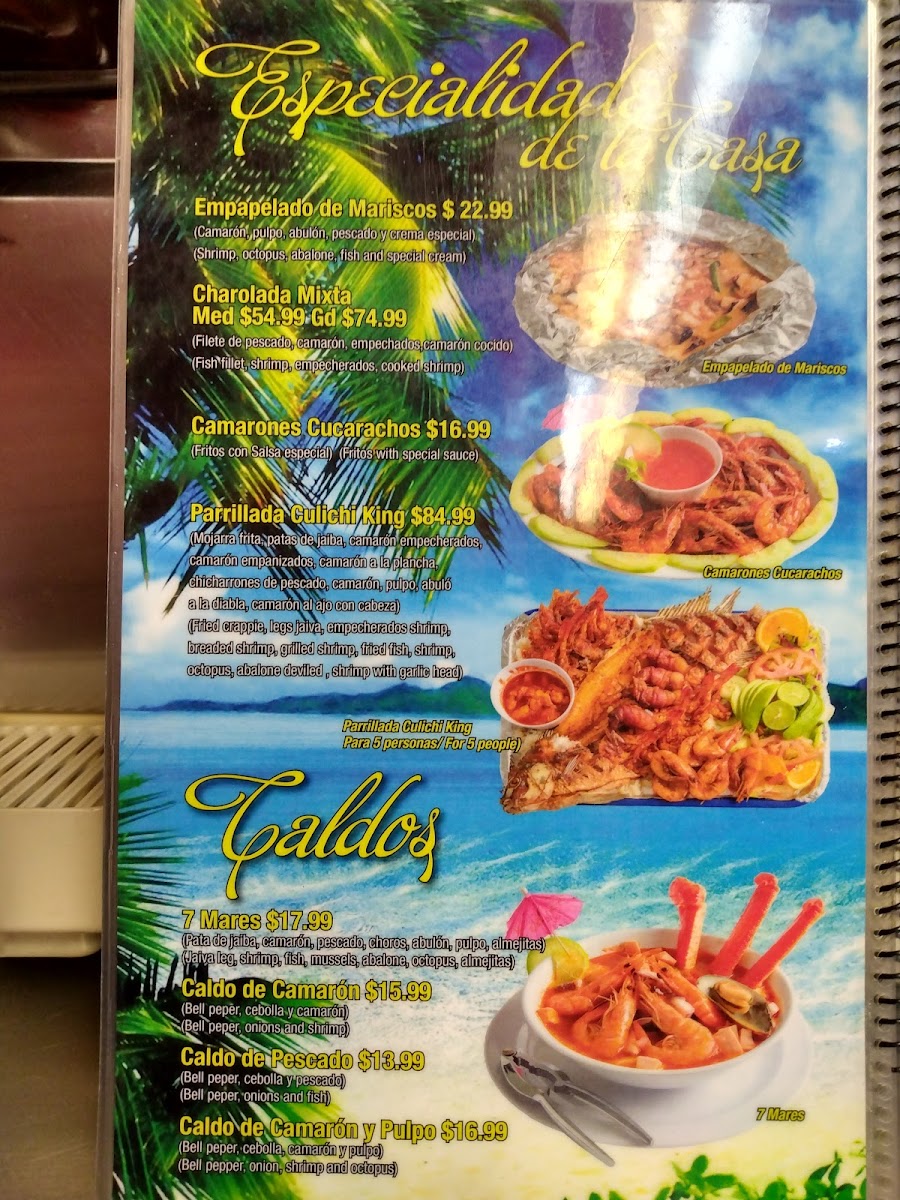 Especialidades
de la Casa
Empapelado de Mariscos $ 22.99
(Camarón, pulpo, abulón, pescado y crema especial)
(Shrimp, octopus, abalone, fish and special cream)
Empapelado de Mariscos
Charolada Mixta
Med $54.99 Gd $74.99
(Filete de pescado, camarón, empechados,camarón cocido)
(Fish fillet, shrimp, empecherados, cooked shrimp)
Camarones Cucarachos $16.99
(Fritos con Salsa especial) (Fritos with special sauce)
Camarones Cucarachos
Parrillada Culichi King $84.99
(Mojarra frita, patas de jaiba, camarón empecherados,
camarón empanizados, camarón a la plancha,
chicharrones de pescado, camarón, pulpo, abuló
a la diabla, camarón al ajo con cabeza)
(Fried crappie, legs jaiva, empecherados shrimp,
breaded shrimp, grilled shrimp, fried fish, shrimp,
octopus, abalone deviled , shrimp with garlic head)
Parrillada Culichi King
Para 5 personas/ For 5 people)
Caldos
7 Mares $17.99
(Pata de jaiba, camarón, pescado, choros, abulón, pulpo, almejitas)
(Jaiva leg, shrimp, fish, mussels, abalone, octopus, almejitas)
Caldo de Camarón $15.99
(Bell peper, cebolla y camarón)
(Bell peper, onions and shrimp)
Caldo de Pescado $13.99
(Bell peper, cebolla y pescado)
(Bell peper, onions and fish)
Caldo de Camarón y Pulpo $16.99
(Bell peper, cebolla, camarón y pulpo)
(Bell pepper, onion, shrimp and octopus)
7 Mares